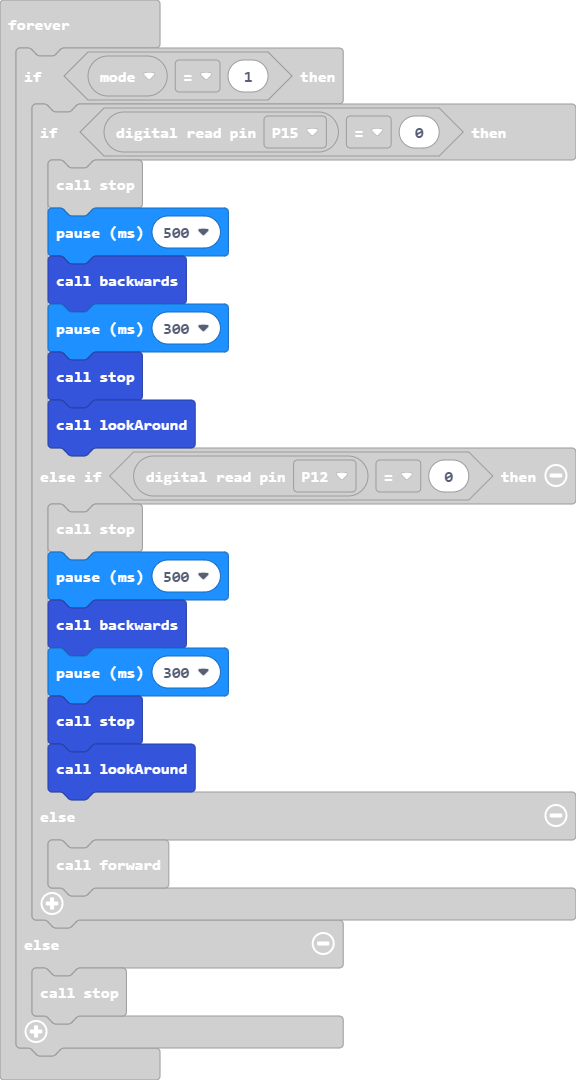 forever
if mode = 1 then
if digital read pin P15 = 0 then
call stop
pause (ms) 500
call backwards
pause (ms) 300
call stop
call lookAround
else if digital read pin P12 = 0 then
call stop
pause (ms) 500
call backwards
pause (ms) 300
call stop
call lookAround
else
call forward
else
call stop